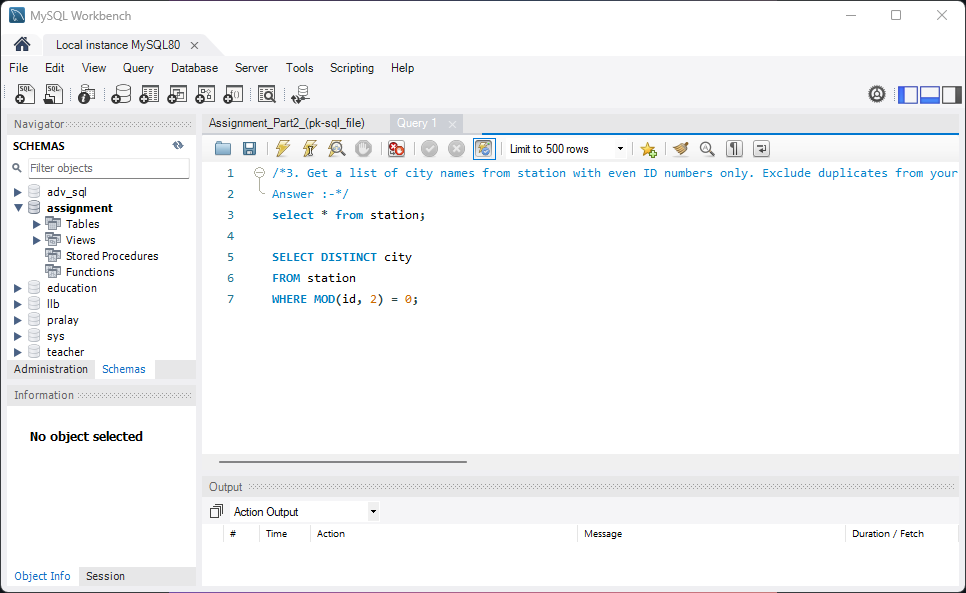 MySQL Workbench
Local instance MySQL80
File Edit View Query Database Server Tools Scripting Help
Navigator
SCHEMAS
Filter objects
adv_sql
assignment
Tables
Views
Stored Procedures
Functions
education
llb
pralay
sys
teacher
Administration Schemas
Information
No object selected
Object Info Session
Assignment_Part2_(pk-sql_file) Query 1
Limit to 500 rows
1 /*3. Get a list of city names from station with even ID numbers only. Exclude duplicates from your
2 Answer :-*/
3 select * from station;
4
5 SELECT DISTINCT city
6 FROM station
7 WHERE MOD(id, 2) = 0;
Output
Action Output
# Time Action Message Duration / Fetch